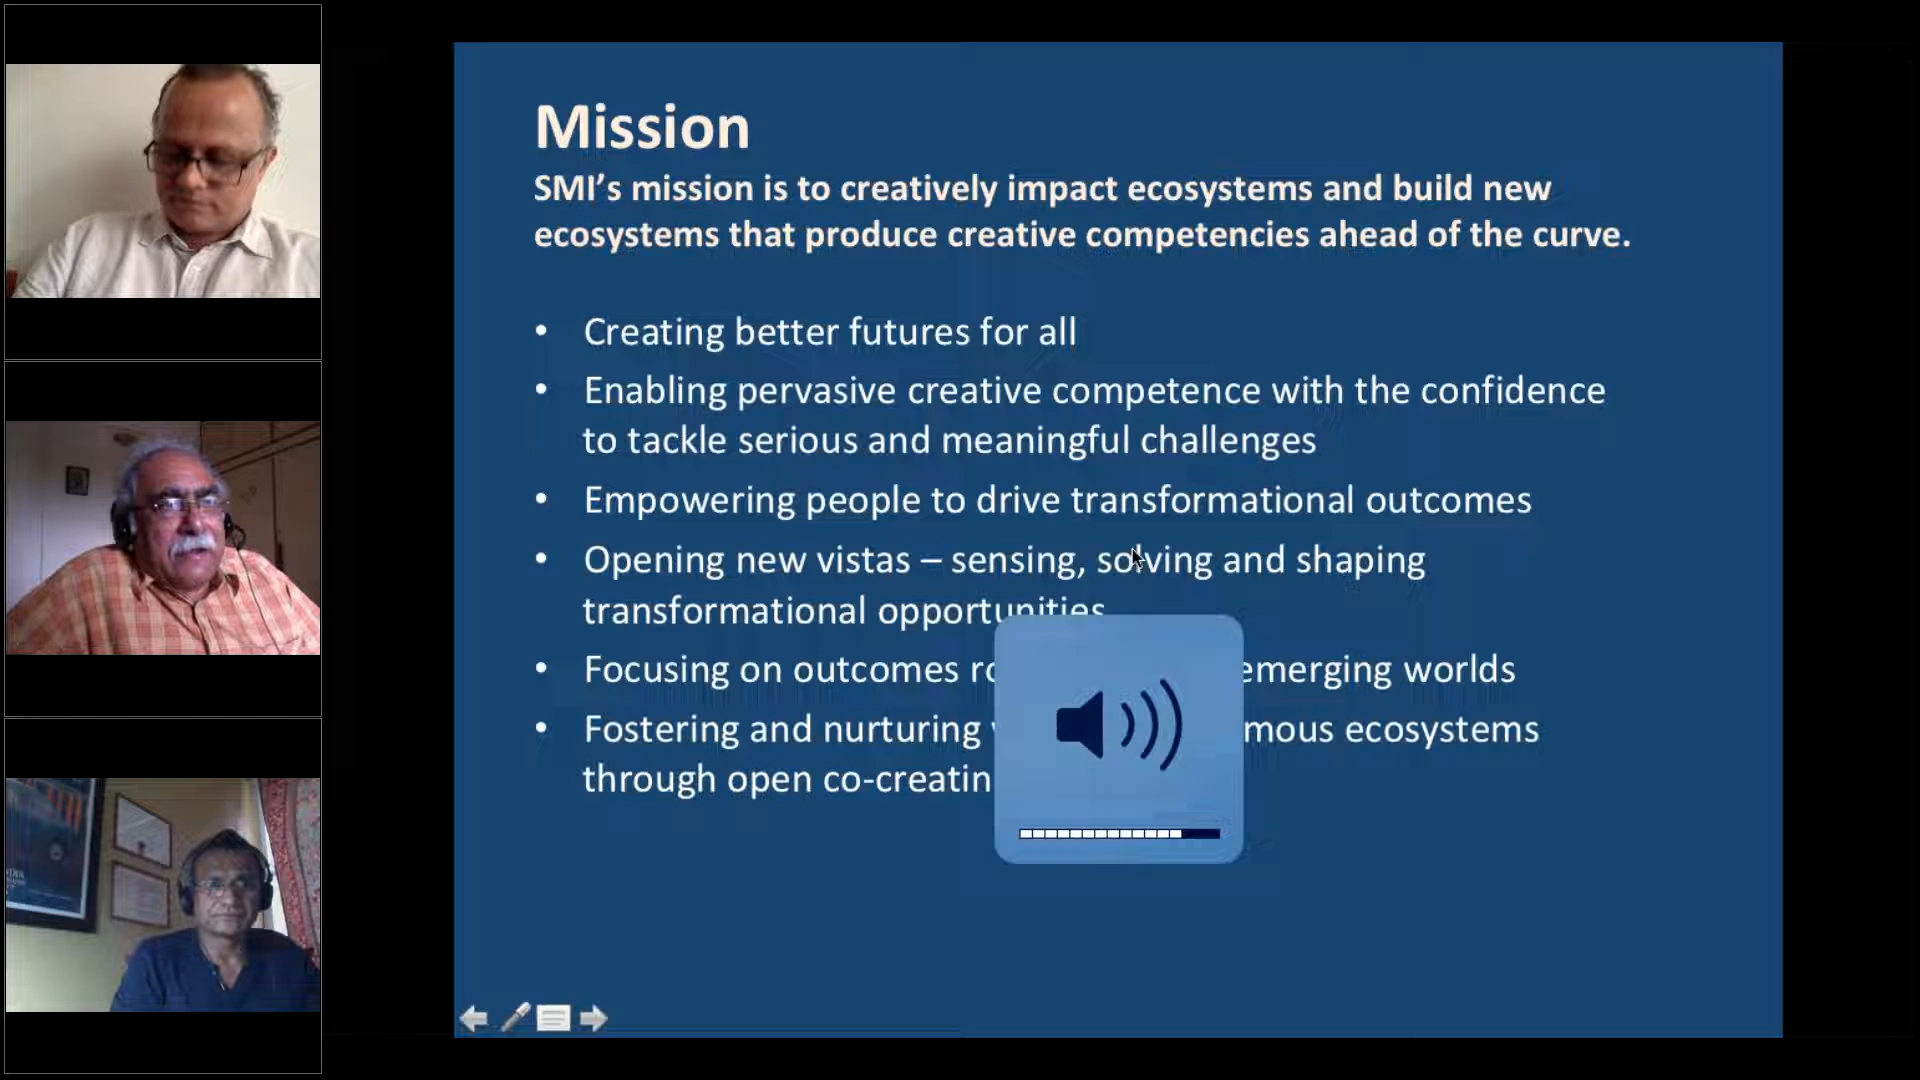 Mission
SMI’s mission is to creatively impact ecosystems and build new
ecosystems that produce creative competencies ahead of the curve.
• Creating better futures for all
• Enabling pervasive creative competence with the confidence
to tackle serious and meaningful challenges
• Empowering people to drive transformational outcomes
• Opening new vistas – sensing, solving and shaping
transformational opportunities
• Focusing on outcomes emerging worlds
• Fostering and nurturing ecosystems
through open